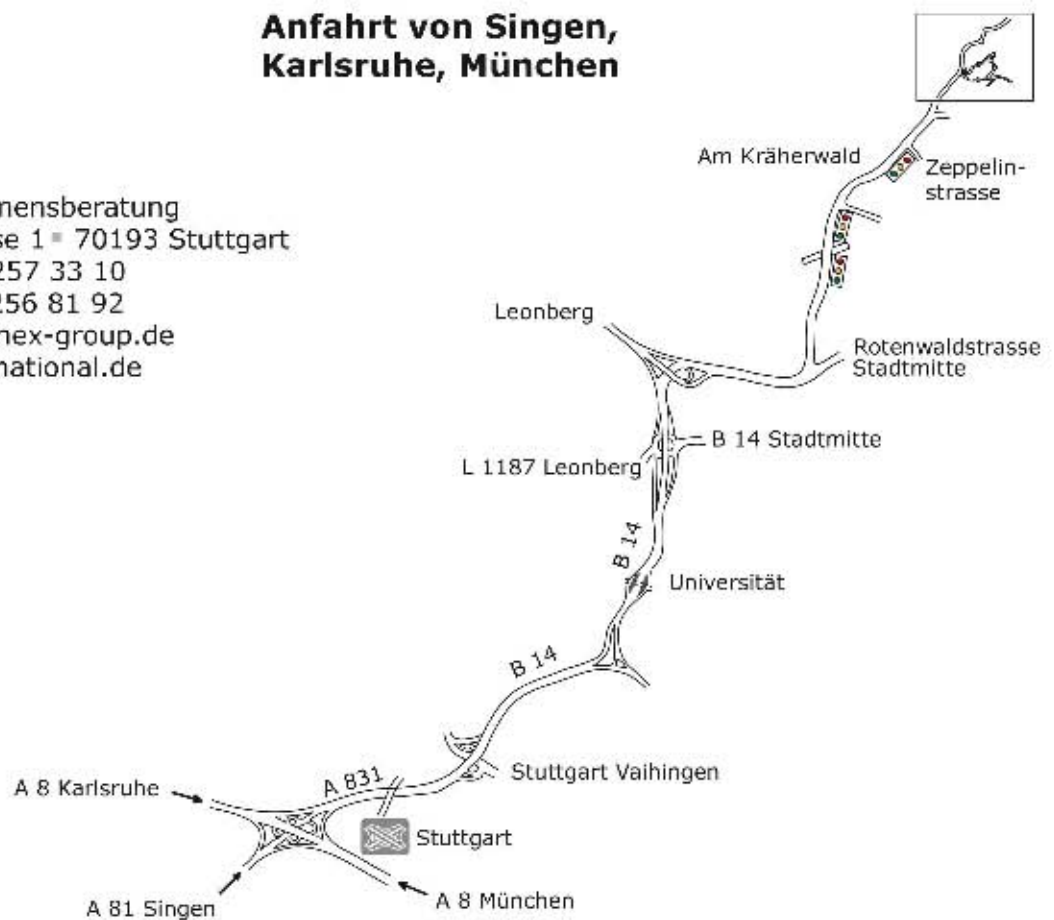 Anfahrt von Singen,
Karlsruhe, München
mensberatung
se 1 ▪ 70193 Stuttgart
257 33 10
256 81 92
nex-group.de
national.de
Am Kräherwald
Zeppelin-
strasse
Leonberg
Rotenwaldstrasse
Stadtmitte
B 14 Stadtmitte
L 1187 Leonberg
B 14
Universität
B 14
Stuttgart Vaihingen
A 831
A 8 Karlsruhe
Stuttgart
A 8 München
A 81 Singen